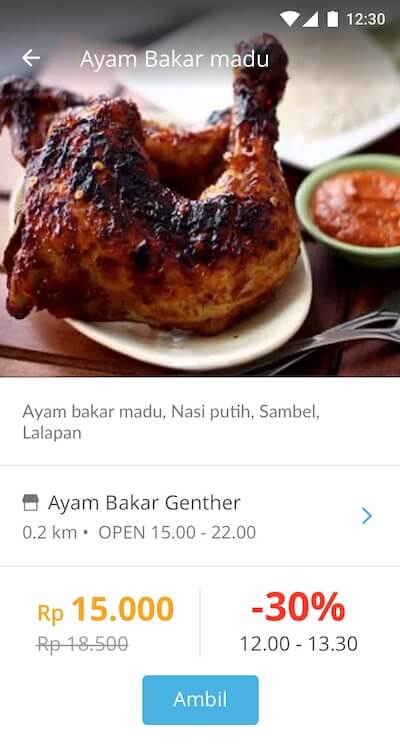 12:30
Ayam Bakar madu
Ayam bakar madu, Nasi putih, Sambel,
Lalapan
Ayam Bakar Genther
0.2 km • OPEN 15.00 - 22.00
Rp 15.000
Rp 18.500
-30%
12.00 - 13.30
Ambil